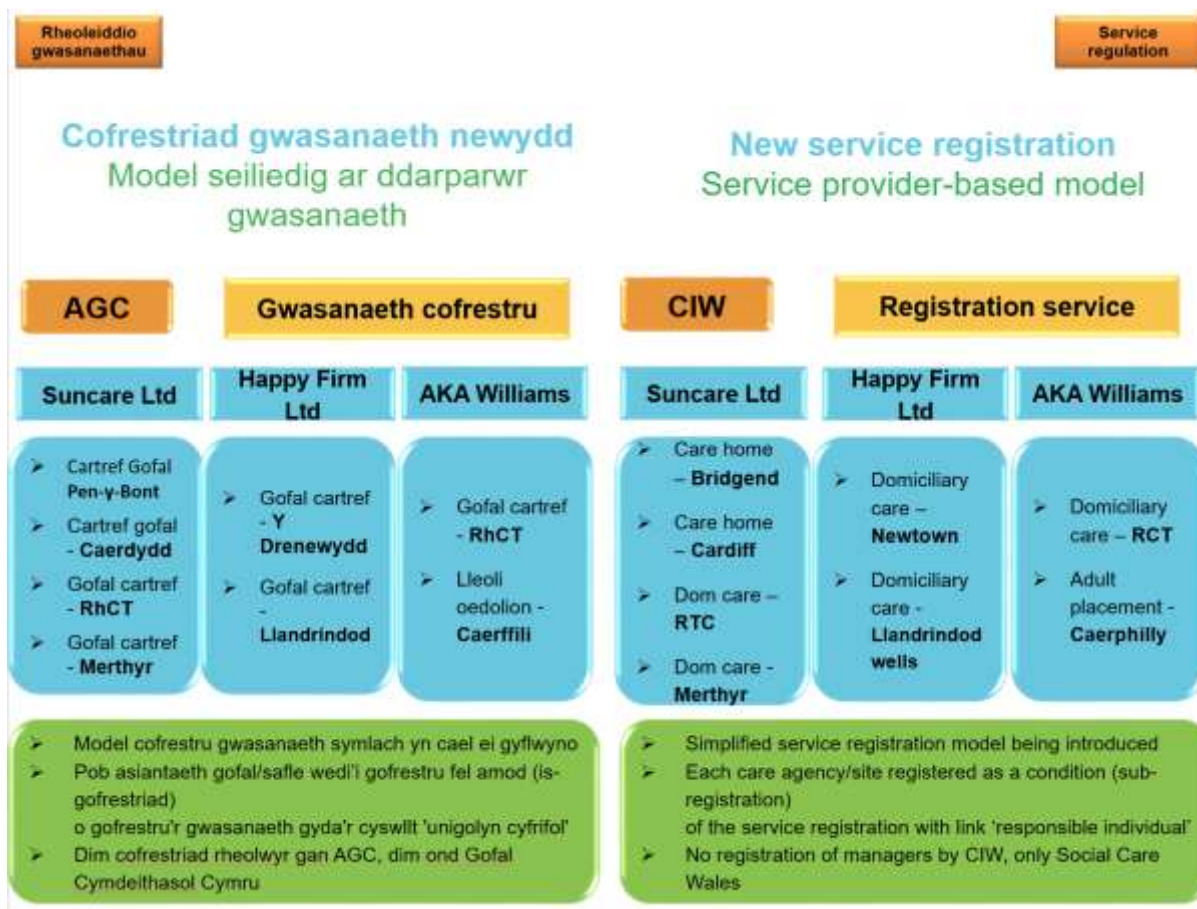 Rheoleiddio
gwasanaethau
Service
regulation
Cofrestriad gwasanaeth newydd
Model seiliedig ar ddarparwr
gwasanaeth
New service registration
Service provider-based model
AGC
Gwasanaeth cofrestru
CIW
Registration service
Suncare Ltd
Happy Firm
Ltd
AKA Williams
Suncare Ltd
Happy Firm
Ltd
AKA Williams
➢ Cartref Gofal
Pen-y-Bont
➢ Cartref gofal
- Caerdydd
➢ Gofal cartref
- RhCT
➢ Gofal cartref
- Merthyr
➢ Gofal cartref
- Y
Drenewydd
➢ Gofal cartref
-
Llandrindod
➢ Gofal cartref
- RhCT
➢ Lleoli
oedolion -
Caerffili
➢ Care home
– Bridgend
➢ Care home
– Cardiff
➢ Dom care –
RTC
➢ Dom care -
Merthyr
➢ Domiciliary
care –
Newtown
➢ Domiciliary
care -
Llandrindod
wells
➢ Domiciliary
care – RCT
➢ Adult
placement -
Caerphilly
➢ Model cofrestru gwasanaeth symlach yn cael ei gyflwyno
➢ Pob asiantaeth gofal/safle wedi'i gofrestru fel amod (is-
gofrestriad)
o gofrestru'r gwasanaeth gyda'r cyswllt 'unigolyn cyfrifol'
➢ Dim cofrestriad rheolwyr gan AGC, dim ond Gofal
Cymdeithasol Cymru
➢ Simplified service registration model being introduced
➢ Each care agency/site registered as a condition (sub-
registration)
of the service registration with link 'responsible individual'
➢ No registration of managers by CIW, only Social Care
Wales